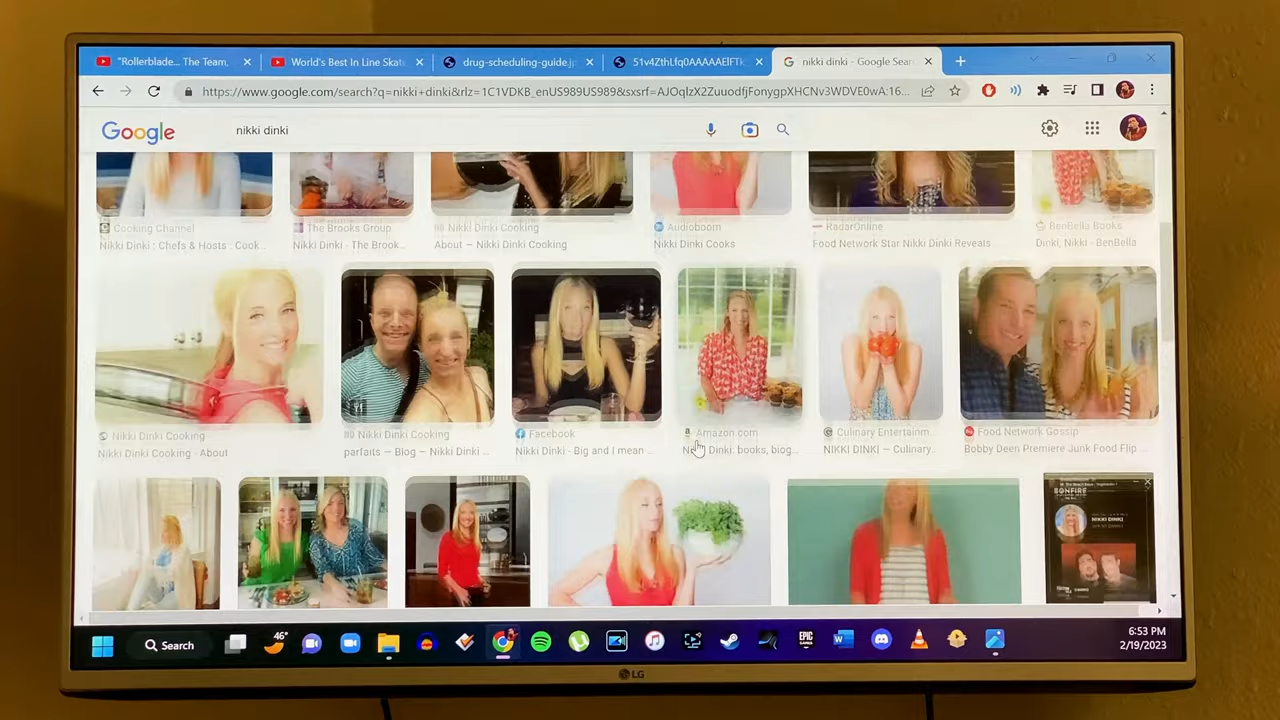 "Rollerblade... The Team,
World's Best In Line Skat
drug-scheduling-guide.jp
51v4ZthLfq0AAAAAElFTk
nikki dinki - Google Sear
https://www.google.com/search?q=nikki+dinki&rlz=1C1VDKB_enUS989US989&sxsrf=AJOqlzX2ZuuodfjFonygpXHCNv3WDVE0wA:16...
Google
nikki dinki
Cooking Channel
The Brooks Group
Nikki Dinki Cooking
Audioboom
RadarOnline
BenBella Books
Nikki Dinki : Chefs & Hosts : Cook...
Nikki Dinki - The Brook...
About — Nikki Dinki Cooking
Nikki Dinki Cooks
Food Network Star Nikki Dinki Reveals
Dinki, Nikki - BenBella
Nikki Dinki Cooking
Nikki Dinki Cooking
Facebook
Amazon.com
Culinary Entertainm...
Food Network Gossip
Nikki Dinki Cooking - About
parfaits — Blog — Nikki Dinki ...
Nikki Dinki - Big and I mean ...
Nikki Dinki: books, biog...
NIKKI DINKI — Culinary...
Bobby Deen Premiere Junk Food Flip ...
BONFIRE
NIKKI DINKI
46°
Search
EPIC
6:53 PM
2/19/2023
LG